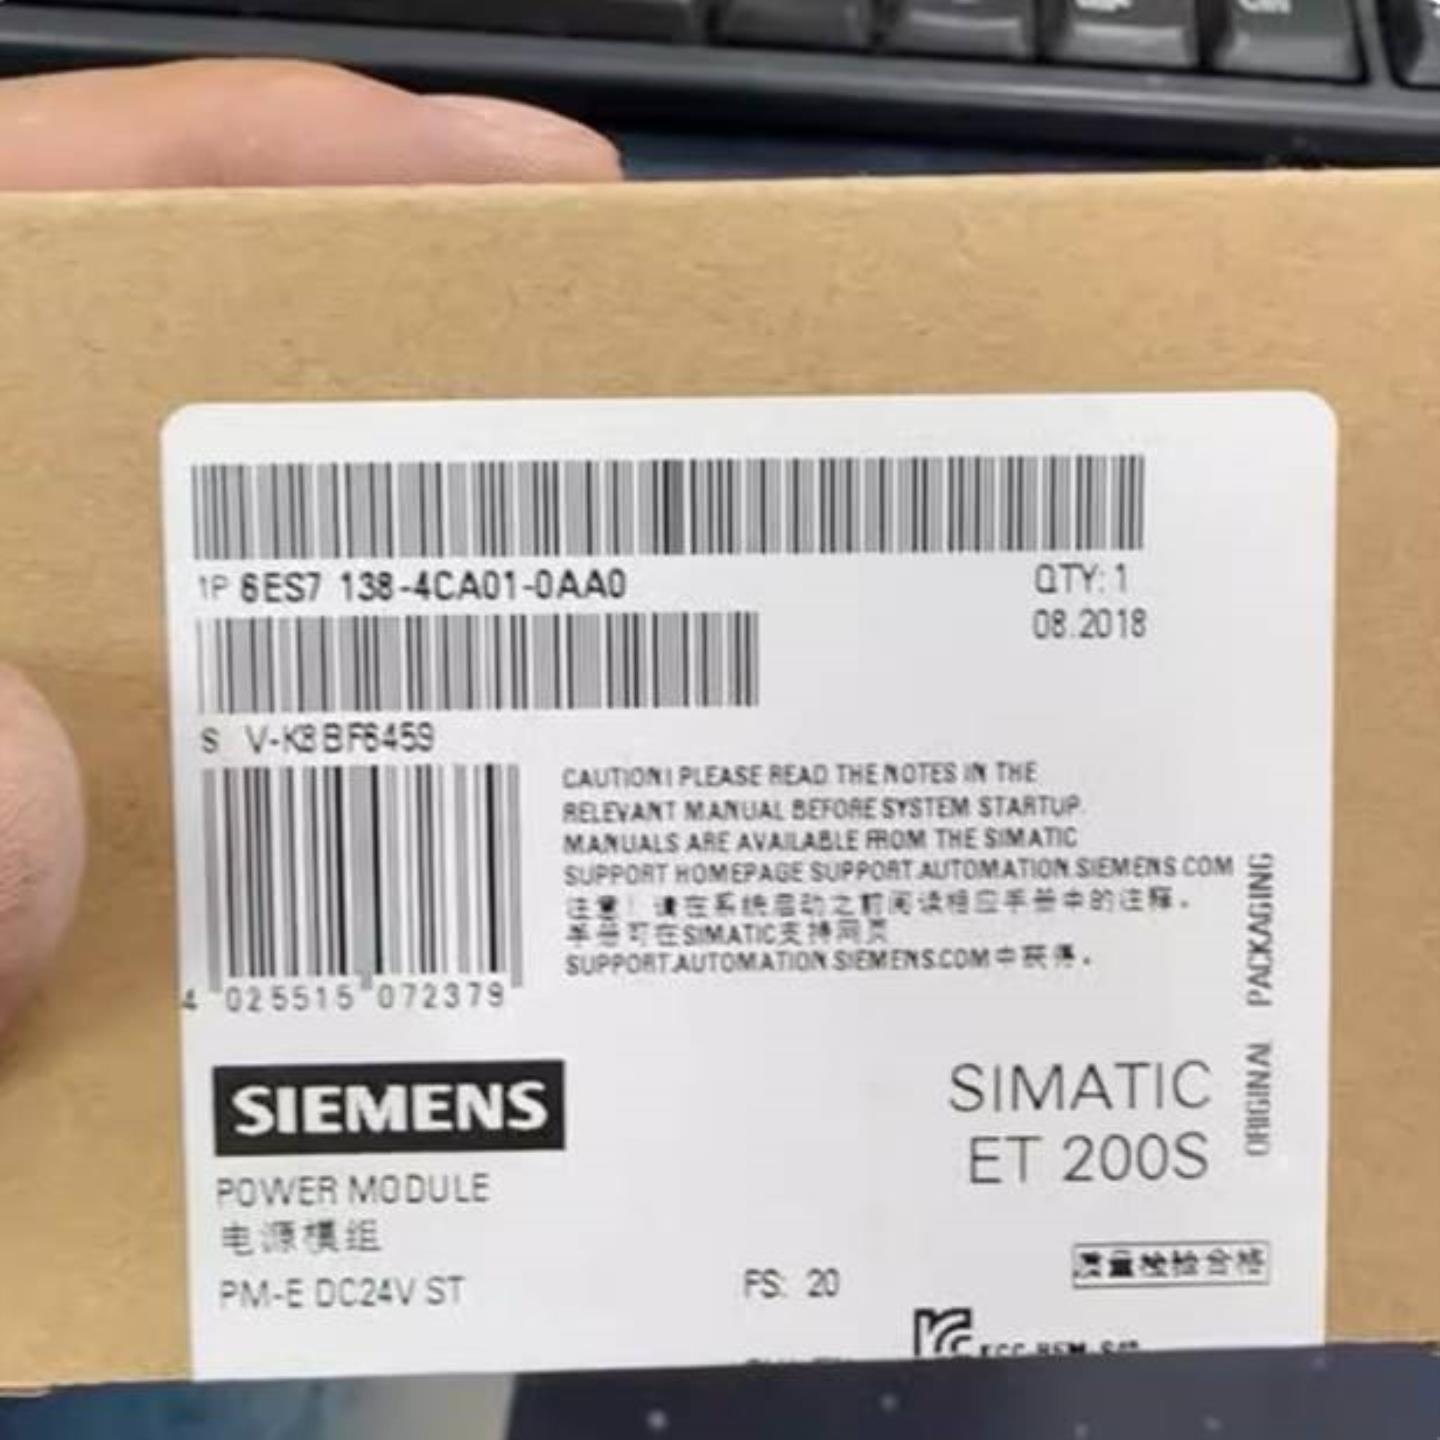 1P 6ES7 138-4CA01-0AA0
QTY: 1
08.2018
S V-K8BF6459
CAUTION! PLEASE READ THE NOTES IN THE
RELEVANT MANUAL BEFORE SYSTEM STARTUP.
MANUALS ARE AVAILABLE FROM THE SIMATIC
SUPPORT HOMEPAGE SUPPORT.AUTOMATION.SIEMENS.COM
注意！请在系统启动之前阅读相应手册中的注释。
手册可在SIMATIC支持网页
SUPPORT.AUTOMATION.SIEMENS.COM中获得。
4 025515 072379
ORIGINAL PACKAGING
SIEMENS
SIMATIC
ET 200S
POWER MODULE
电源模组
PM-E DC24V ST
FS: 20
质量检验合格